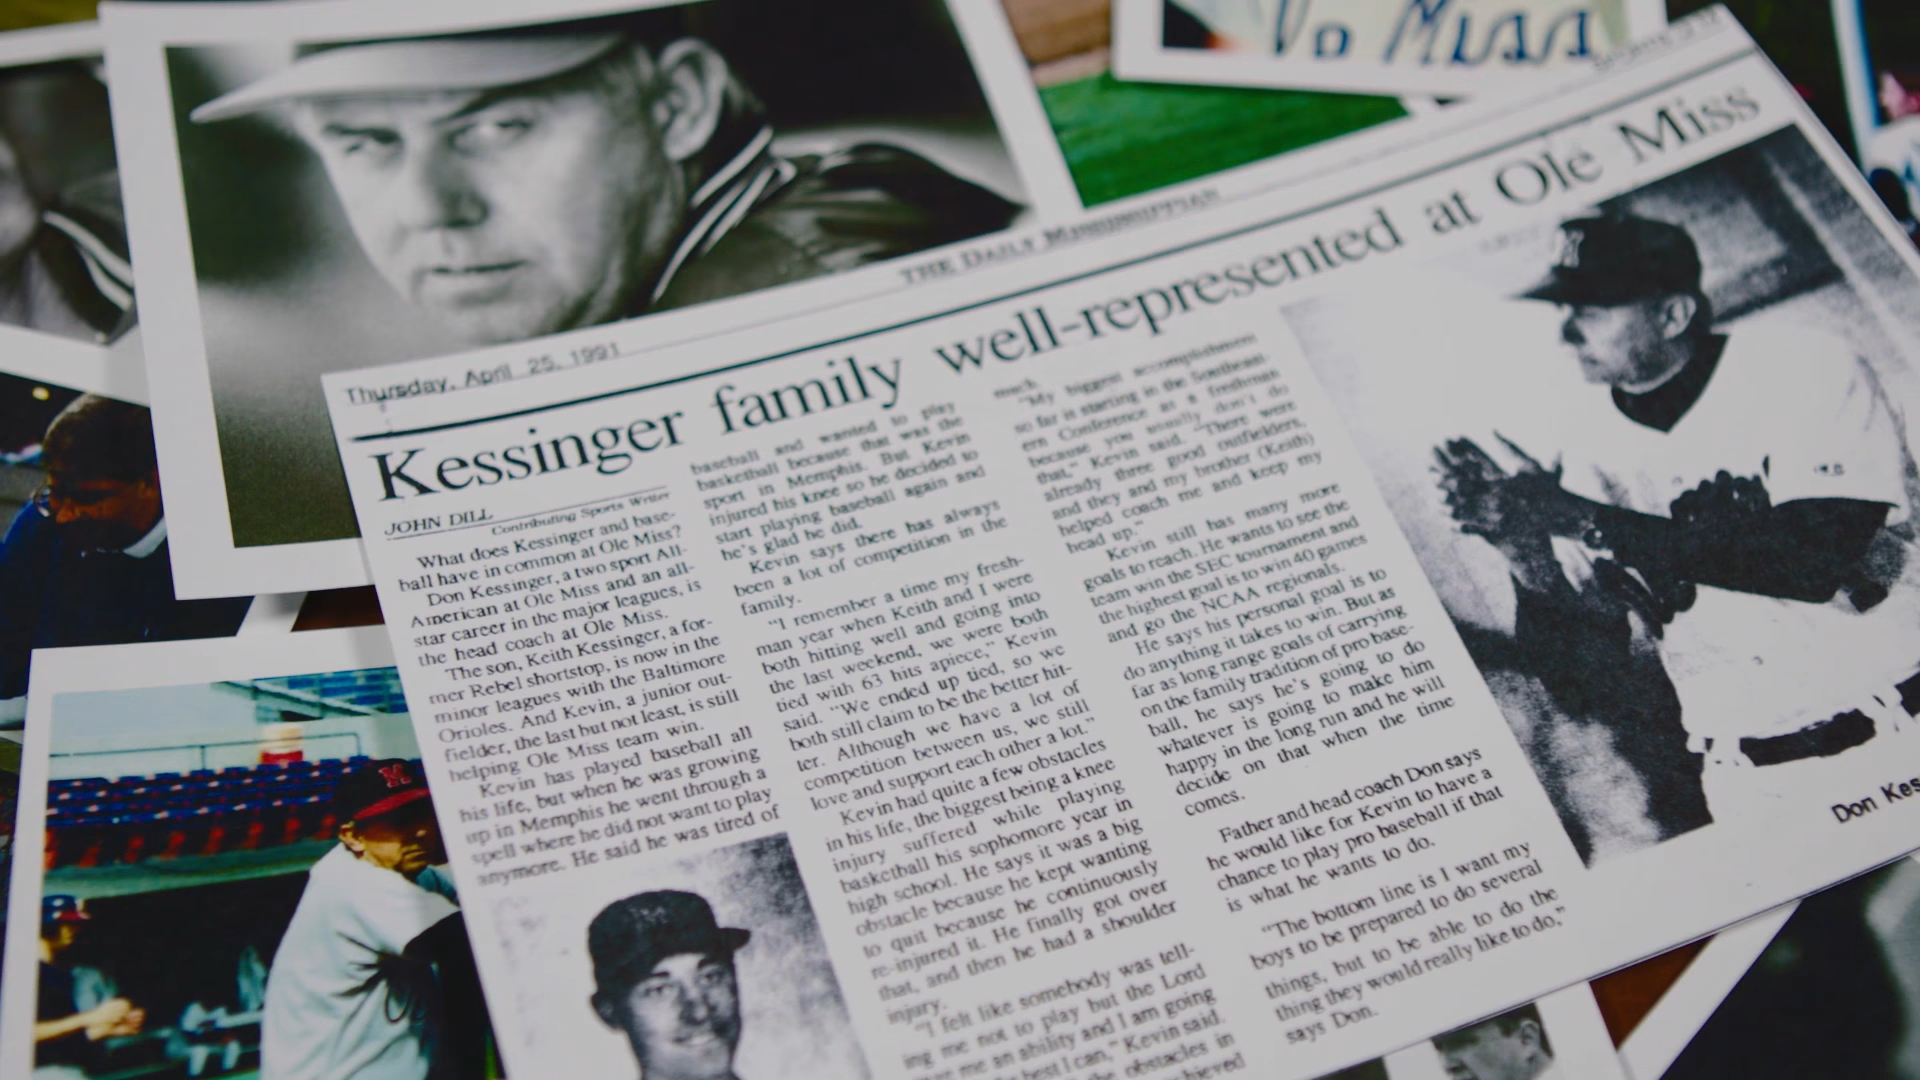 Ole Miss
THE DAILY MISSISSIPPIAN
Thursday, April 25, 1991
Kessinger family well-represented at Ole Miss
JOHN DILL
Contributing Sports Writer
What does Kessinger and base-
ball have in common at Ole Miss?
Don Kessinger, a two sport All-
American at Ole Miss and an all-
star career in the major leagues, is
the head coach at Ole Miss.
The son, Keith Kessinger, a for-
mer Rebel shortstop, is now in the
minor leagues with the Baltimore
Orioles. And Kevin, a junior out-
fielder, the last but not least, is still
helping Ole Miss team win.
Kevin has played baseball all
his life, but when he was growing
up in Memphis he went through a
spell where he did not want to play
anymore. He said he was tired of
baseball and wanted to play
basketball because that was the
sport in Memphis. But Kevin
injured his knee so he decided to
start playing baseball again and
he's glad he did.
Kevin says there has always
been a lot of competition in the
family.
"I remember a time my fresh-
man year when Keith and I were
both hitting well and going into
the last weekend, we were both
tied with 63 hits apiece," Kevin
said. "We ended up tied, so we
both still claim to be the better hit-
ter. Although we have a lot of
competition between us, we still
love and support each other a lot."
Kevin had quite a few obstacles
in his life, the biggest being a knee
injury suffered while playing
basketball his sophomore year in
high school. He says it was a big
obstacle because he kept wanting
to quit because he continuously
re-injured it. He finally got over
that, and then he had a shoulder
injury.
"I felt like somebody was tell-
ing me not to play but the Lord
me an ability and I am going
best I can," Kevin said.
the obstacles in
much.
"My biggest accomplishment
so far is starting in the Southeast-
ern Conference as a freshman
because you usually don't do
that," Kevin said. "There were
already three good outfielders,
and they and my brother (Keith)
helped coach me and keep my
head up."
Kevin still has many more
goals to reach. He wants to see the
team win the SEC tournament and
the highest goal is to win 40 games
and go the NCAA regionals.
He says his personal goal is to
do anything it takes to win. But as
far as long range goals of carrying
on the family tradition of pro base-
ball, he says he's going to do
whatever is going to make him
happy in the long run and he will
decide on that when the time
comes.
Father and head coach Don says
he would like for Kevin to have a
chance to play pro baseball if that
is what he wants to do.
"The bottom line is I want my
boys to be prepared to do several
things, but to be able to do the
thing they would really like to do,"
says Don.
Don Kes
M